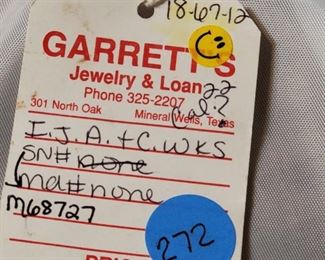 18-67-12
GARRETT'S
Jewelry & Loan
Phone 325-2207
301 North Oak Mineral Wells, Texas
22 Cal?
I.J.A. + C. WKS
SN# none
md# none
M68727
272